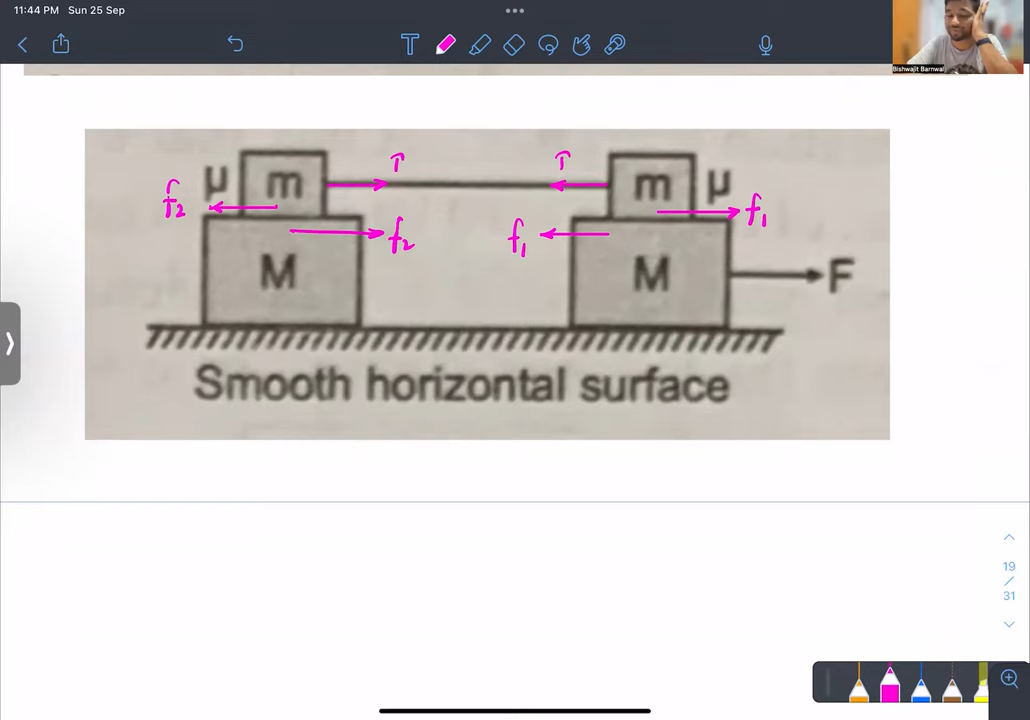 11:44 PM Sun 25 Sep
Bishwajit Barnwal
T T
μ m m μ
f₂ f₁
f₂ f₁
M M F
Smooth horizontal surface
19
/
31